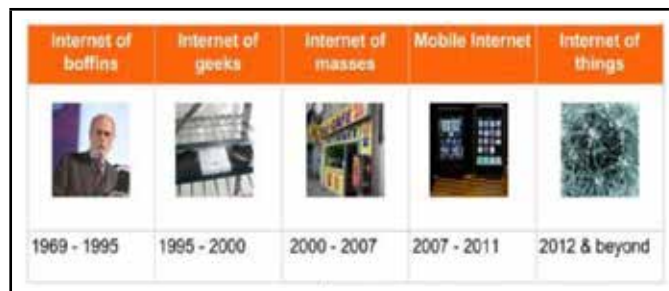 Internet of
boffins
Internet of
geeks
Internet of
masses
Mobile Internet
Internet of
things
1969 - 1995
1995 - 2000
2000 - 2007
2007 - 2011
2012 & beyond